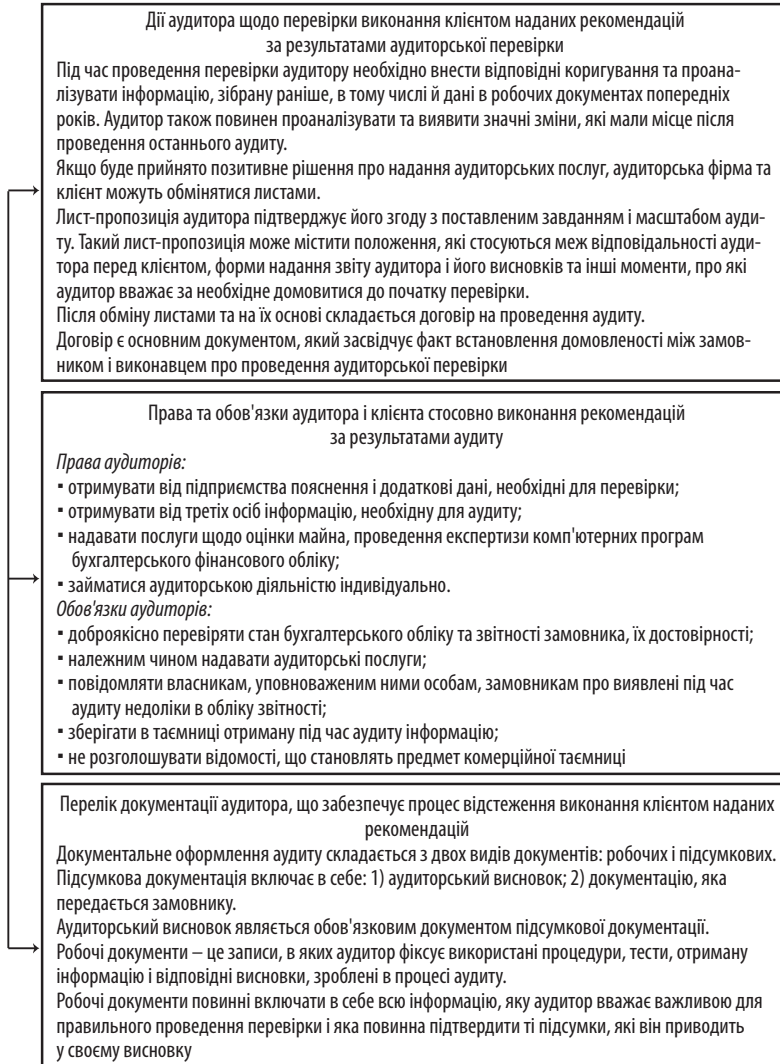 Дії аудитора щодо перевірки виконання клієнтом наданих рекомендацій
за результатами аудиторської перевірки
Під час проведення перевірки аудитору необхідно внести відповідні коригування та проана-
лізувати інформацію, зібрану раніше, в тому числі й дані в робочих документах попередніх
років. Аудитор також повинен проаналізувати та виявити значні зміни, які мали місце після
проведення останнього аудиту.
Якщо буде прийнято позитивне рішення про надання аудиторських послуг, аудиторська фірма та
клієнт можуть обмінятися листами.
Лист-пропозиція аудитора підтверджує його згоду з поставленим завданням і масштабом ауди-
ту. Такий лист-пропозиція може містити положення, які стосуються меж відповідальності ауди-
тора перед клієнтом, форми надання звіту аудитора і його висновків та інші моменти, про які
аудитор вважає за необхідне домовитися до початку перевірки.
Після обміну листами та на їх основі складається договір на проведення аудиту.
Договір є основним документом, який засвідчує факт встановлення домовленості між замов-
ником і виконавцем про проведення аудиторської перевірки
Права та обов'язки аудитора і клієнта стосовно виконання рекомендацій
за результатами аудиту
Права аудиторів:
▪ отримувати від підприємства пояснення і додаткові дані, необхідні для перевірки;
▪ отримувати від третіх осіб інформацію, необхідну для аудиту;
▪ надавати послуги щодо оцінки майна, проведення експертизи комп'ютерних програм
бухгалтерського фінансового обліку;
▪ займатися аудиторською діяльністю індивідуально.
Обов'язки аудиторів:
▪ доброякісно перевіряти стан бухгалтерського обліку та звітності замовника, їх достовірності;
▪ належним чином надавати аудиторські послуги;
▪ повідомляти власникам, уповноваженим ними особам, замовникам про виявлені під час
аудиту недоліки в обліку звітності;
▪ зберігати в таємниці отриману під час аудиту інформацію;
▪ не розголошувати відомості, що становлять предмет комерційної таємниці
Перелік документації аудитора, що забезпечує процес відстеження виконання клієнтом наданих
рекомендацій
Документальне оформлення аудиту складається з двох видів документів: робочих і підсумкових.
Підсумкова документація включає в себе: 1) аудиторський висновок; 2) документацію, яка
передається замовнику.
Аудиторський висновок являється обов'язковим документом підсумкової документації.
Робочі документи – це записи, в яких аудитор фіксує використані процедури, тести, отриману
інформацію і відповідні висновки, зроблені в процесі аудиту.
Робочі документи повинні включати в себе всю інформацію, яку аудитор вважає важливою для
правильного проведення перевірки і яка повинна підтвердити ті підсумки, які він приводить
у своєму висновку